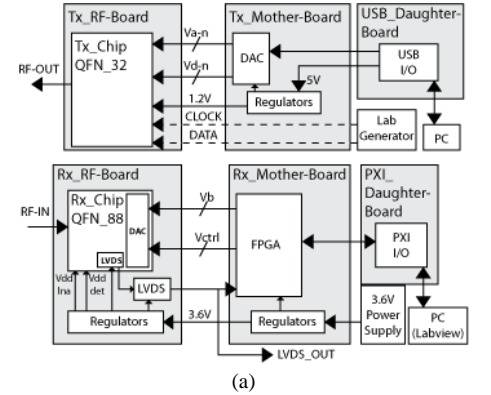 Tx_RF-Board
Tx_Mother-Board
USB_Daughter-
Board
Tx_Chip
QFN_32
Va-n
DAC
USB
I/O
RF-OUT
Vd-n
5V
1.2V
Regulators
CLOCK
DATA
Lab
Generator
PC
Rx_RF-Board
Rx_Mother-Board
PXI_
Daughter-
Board
Rx_Chip
QFN_88
Vb
RF-IN
DAC
Vctrl
FPGA
PXI
I/O
LVDS
Vdd
lna
Vdd
det
LVDS
Regulators
3.6V
Regulators
3.6V
Power
Supply
PC
(Labview)
LVDS_OUT
(a)